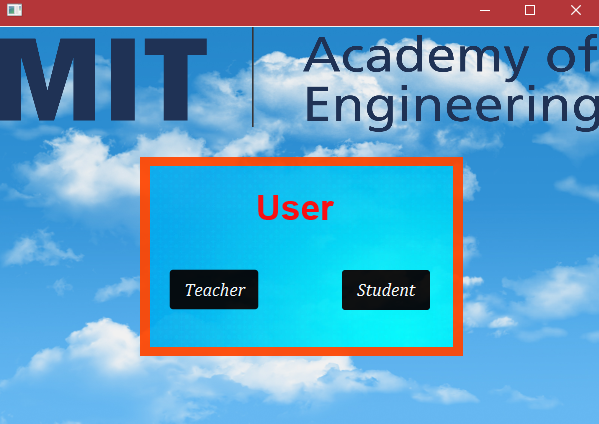 MIT
Academy of
Engineering
User
Teacher
Student